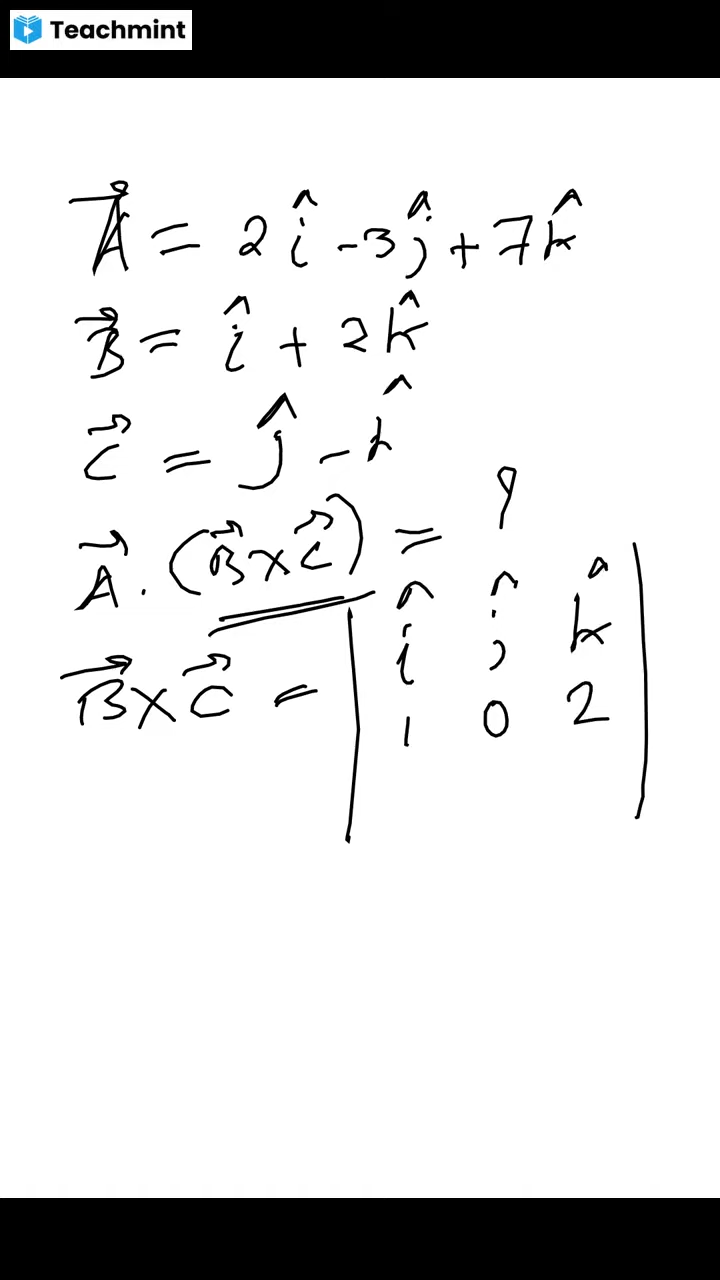 Teachmint
A⃗ = 2î - 3ĵ + 7k̂
B⃗ = î + 2k̂
C⃗ = ĵ - k̂
A⃗ . (B⃗ × C⃗) = ?
B⃗ × C⃗ = | î ĵ k̂ |
1 0 2